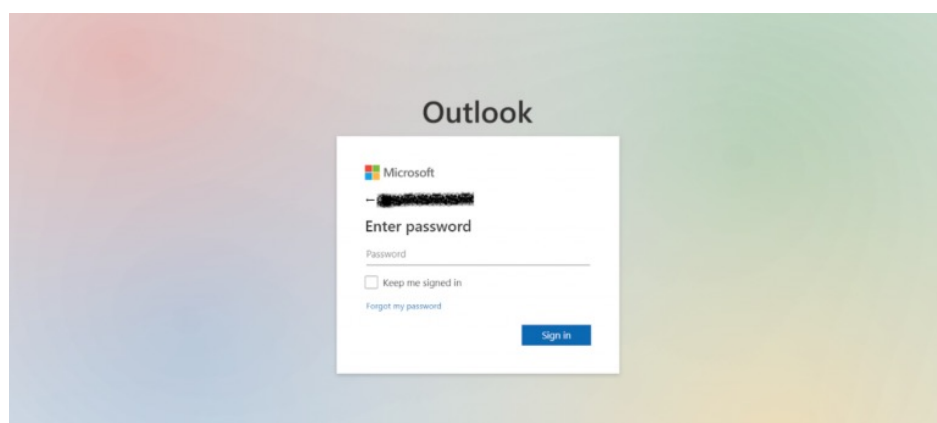 Outlook
Microsoft
←
Enter password
Password
Keep me signed in
Forgot my password
Sign in